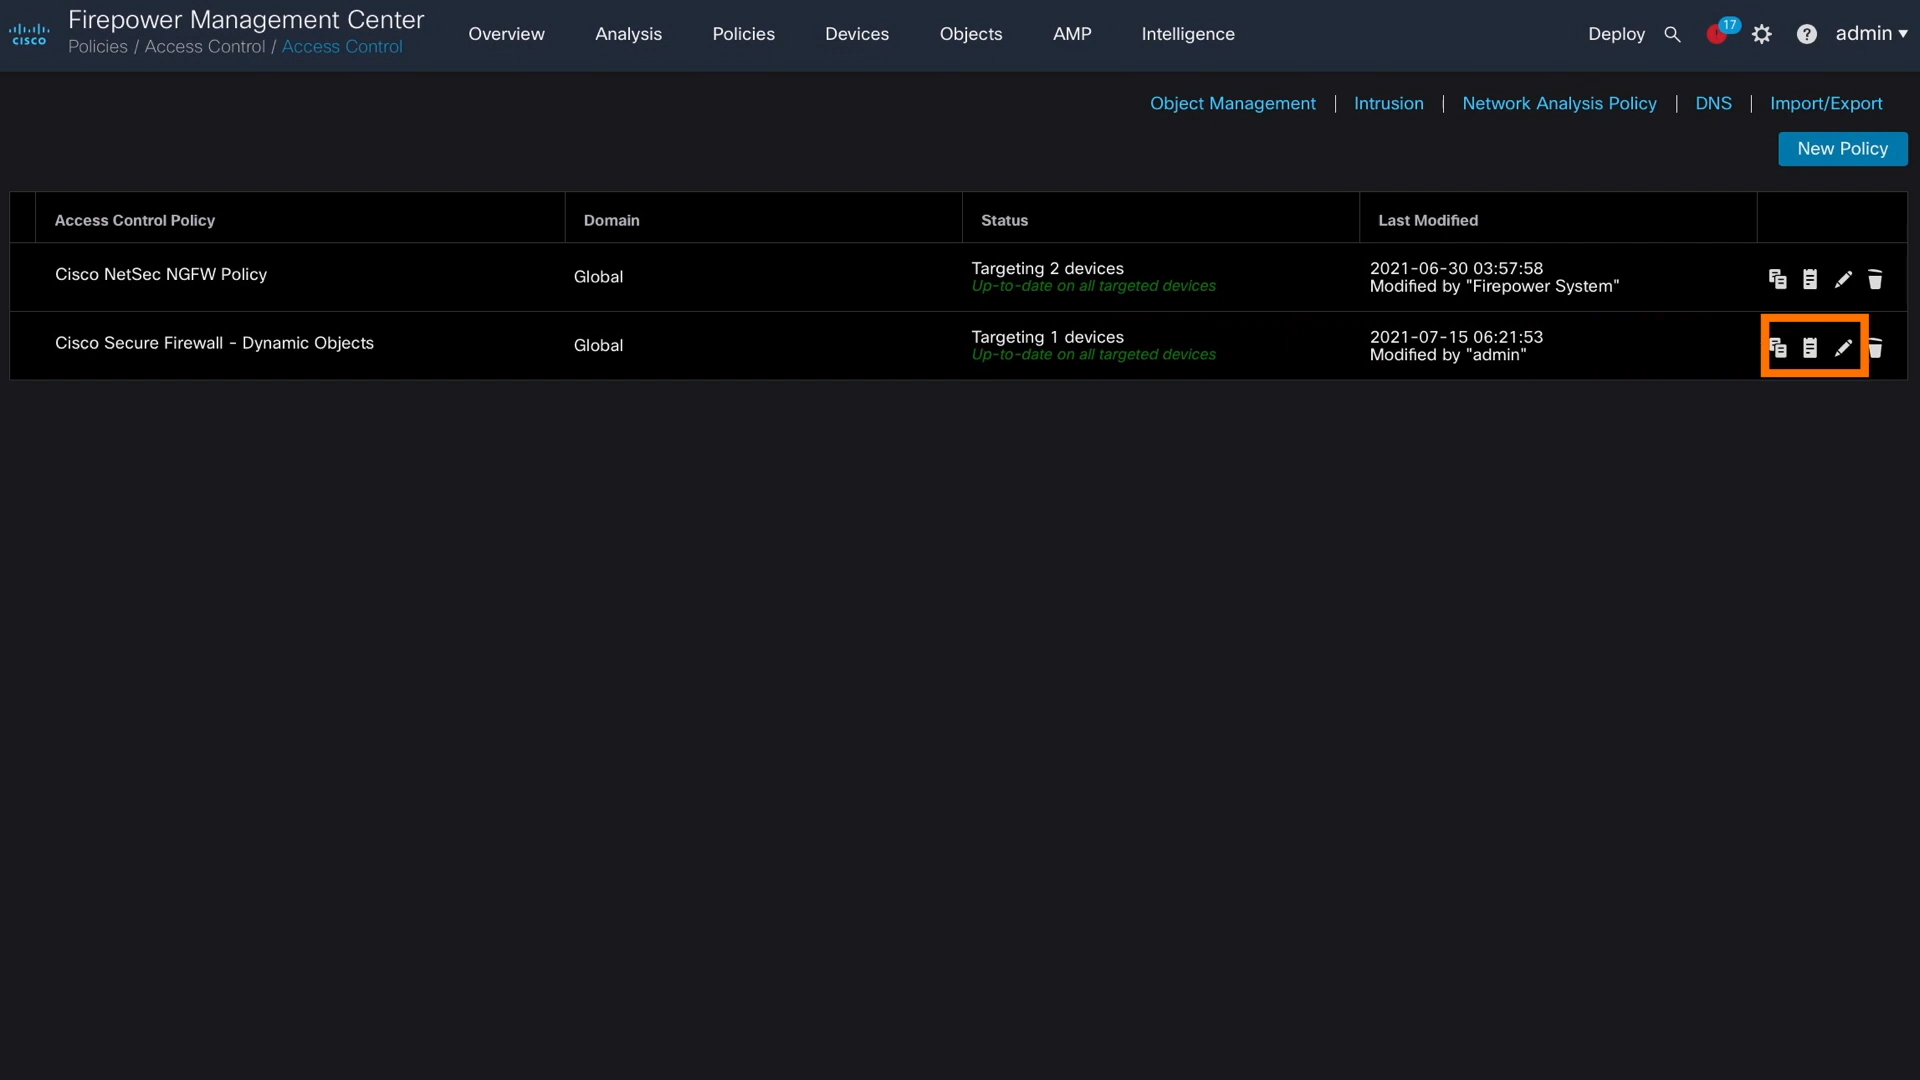 Firepower Management Center
cisco
Policies / Access Control / Access Control
Overview
Analysis
Policies
Devices
Objects
AMP
Intelligence
Deploy
17
?
admin
Object Management | Intrusion | Network Analysis Policy | DNS | Import/Export
New Policy
Access Control Policy
Domain
Status
Last Modified
Cisco NetSec NGFW Policy
Global
Targeting 2 devices
Up-to-date on all targeted devices
2021-06-30 03:57:58
Modified by "Firepower System"
Cisco Secure Firewall - Dynamic Objects
Global
Targeting 1 devices
Up-to-date on all targeted devices
2021-07-15 06:21:53
Modified by "admin"